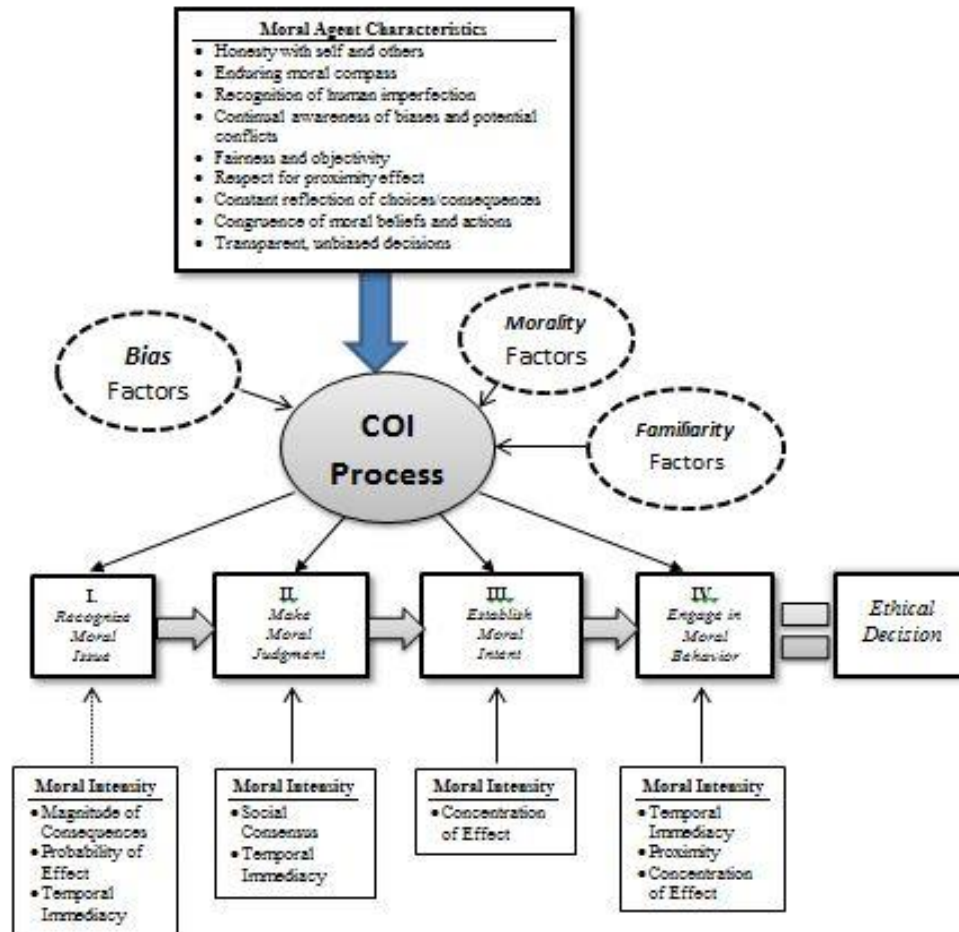 Moral Agent Characteristics
• Honesty with self and others
• Enduring moral compass
• Recognition of human imperfection
• Continual awareness of biases and potential
conflicts
• Fairness and objectivity
• Respect for proximity effect
• Constant reflection of choices/consequences
• Congruence of moral beliefs and actions
• Transparent, unbiased decisions
Bias
Factors
Morality
Factors
Familiarity
Factors
COI
Process
I.
Recognize
Moral
Issue
II.
Make
Moral
Judgment
III.
Establish
Moral
Intent
IV.
Engage in
Moral
Behavior
Ethical
Decision
Moral Intensity
• Magnitude of
Consequences
• Probability of
Effect
• Temporal
Immediacy
Moral Intensity
• Social
Consensus
• Temporal
Immediacy
Moral Intensity
• Concentration
of Effect
Moral Intensity
• Temporal
Immediacy
• Proximity
• Concentration
of Effect